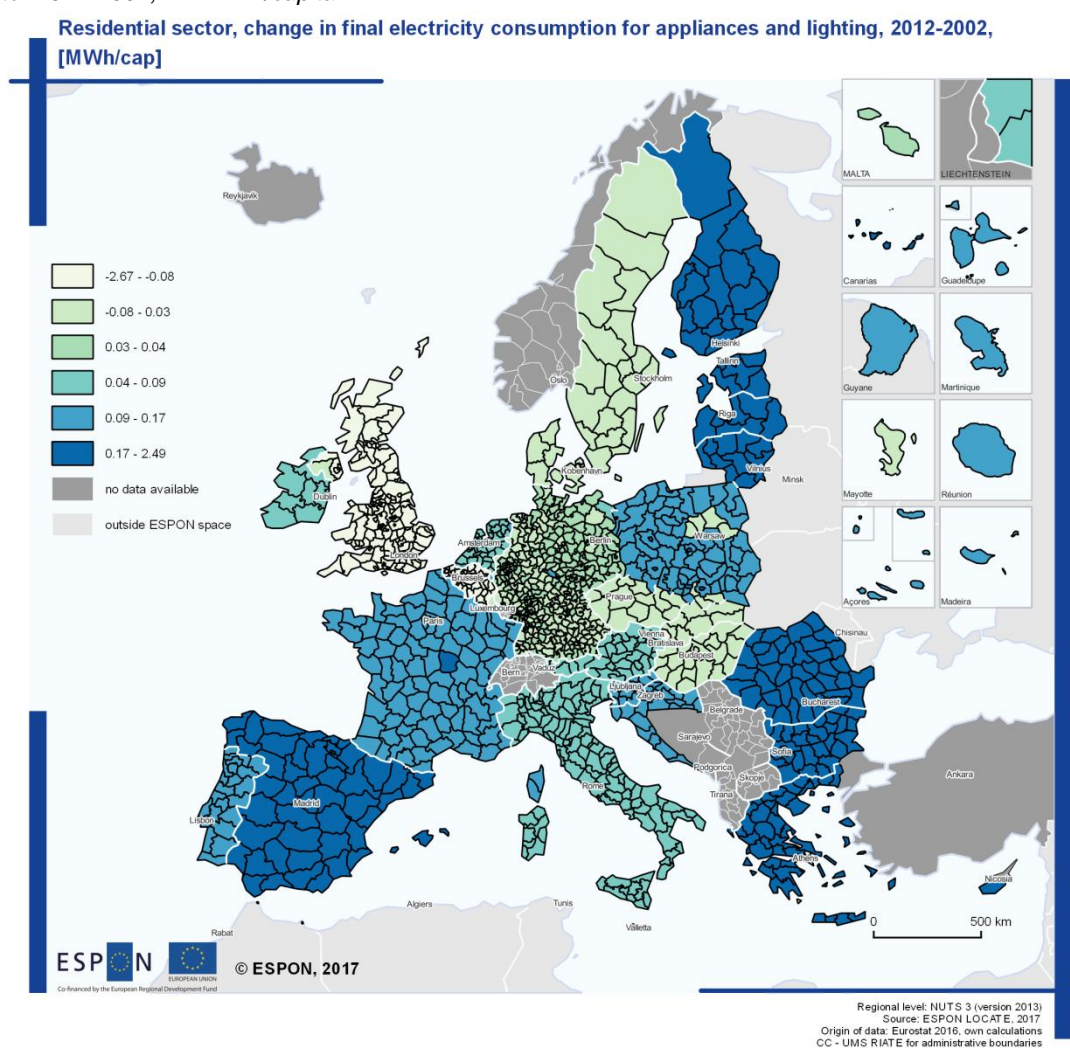 Residential sector, change in final electricity consumption for appliances and lighting, 2012-2002,
[MWh/cap]
MALTA
LIECHTENSTEIN
Reykjavik
Canarias
Guadeloupe
-2.67 - -0.08
-0.08 - 0.03
0.03 - 0.04
0.04 - 0.09
0.09 - 0.17
0.17 - 2.49
no data available
outside ESPON space
Helsinki
Tallinn
Oslo
Stockholm
Guyane
Martinique
Riga
Kobenhavn
Vilnius
Minsk
Dublin
Mayotte
Réunion
Amsterdam
Berlin
Warsaw
London
Brussels
Açores
Madeira
Luxembourg
Prague
Paris
Vienna
Bratislava
Chisinau
Budapest
Bern
Vaduz
Ljubljana
Zagreb
Bucharest
Belgrade
Sarajevo
Sofia
Podgorica
Skopje
Ankara
Tirana
Rome
Madrid
Lisbon
Athens
Nicosia
Algiers
Tunis
Valletta
Rabat
0
500 km
ESPON
EUROPEAN UNION
© ESPON, 2017
Co-financed by the European Regional Development Fund
Regional level: NUTS 3 (version 2013)
Source: ESPON LOCATE, 2017
Origin of data: Eurostat 2016, own calculations
CC - UMS RIATE for administrative boundaries